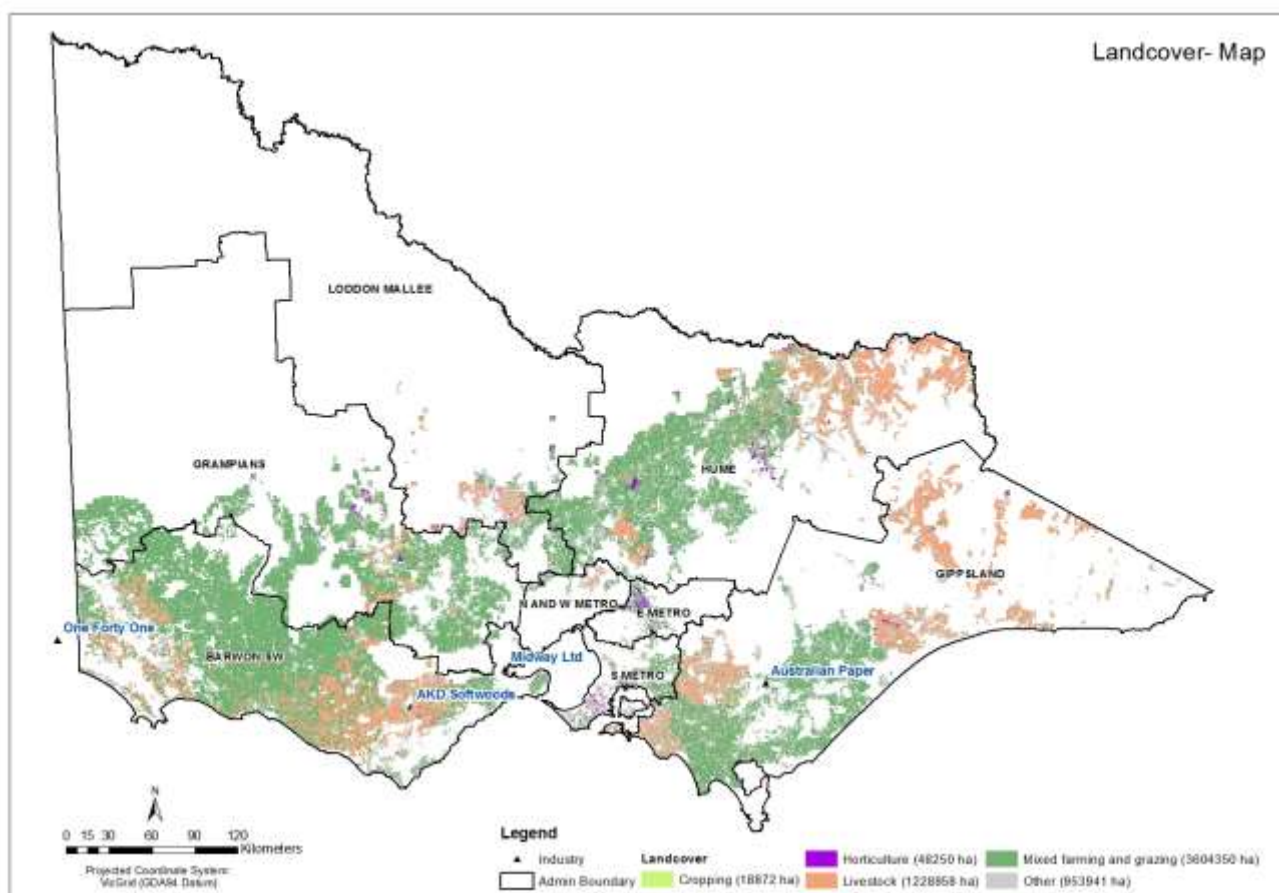 Landcover- Map
LODDON MALLEE
GRAMPIANS
HUME
GIPPSLAND
N AND W METRO
E METRO
One Forty One
BARWON SW
Midway Ltd
S METRO
Australian Paper
AKD Softwoods
N
0 15 30 60 90 120
Kilometers
Projected Coordinate System:
VicGrid (GDA94 Datum)
Legend
Industry
Admin Boundary
Landcover
Cropping (18872 ha)
Horticulture (48250 ha)
Livestock (1228858 ha)
Mixed farming and grazing (3604350 ha)
Other (953941 ha)